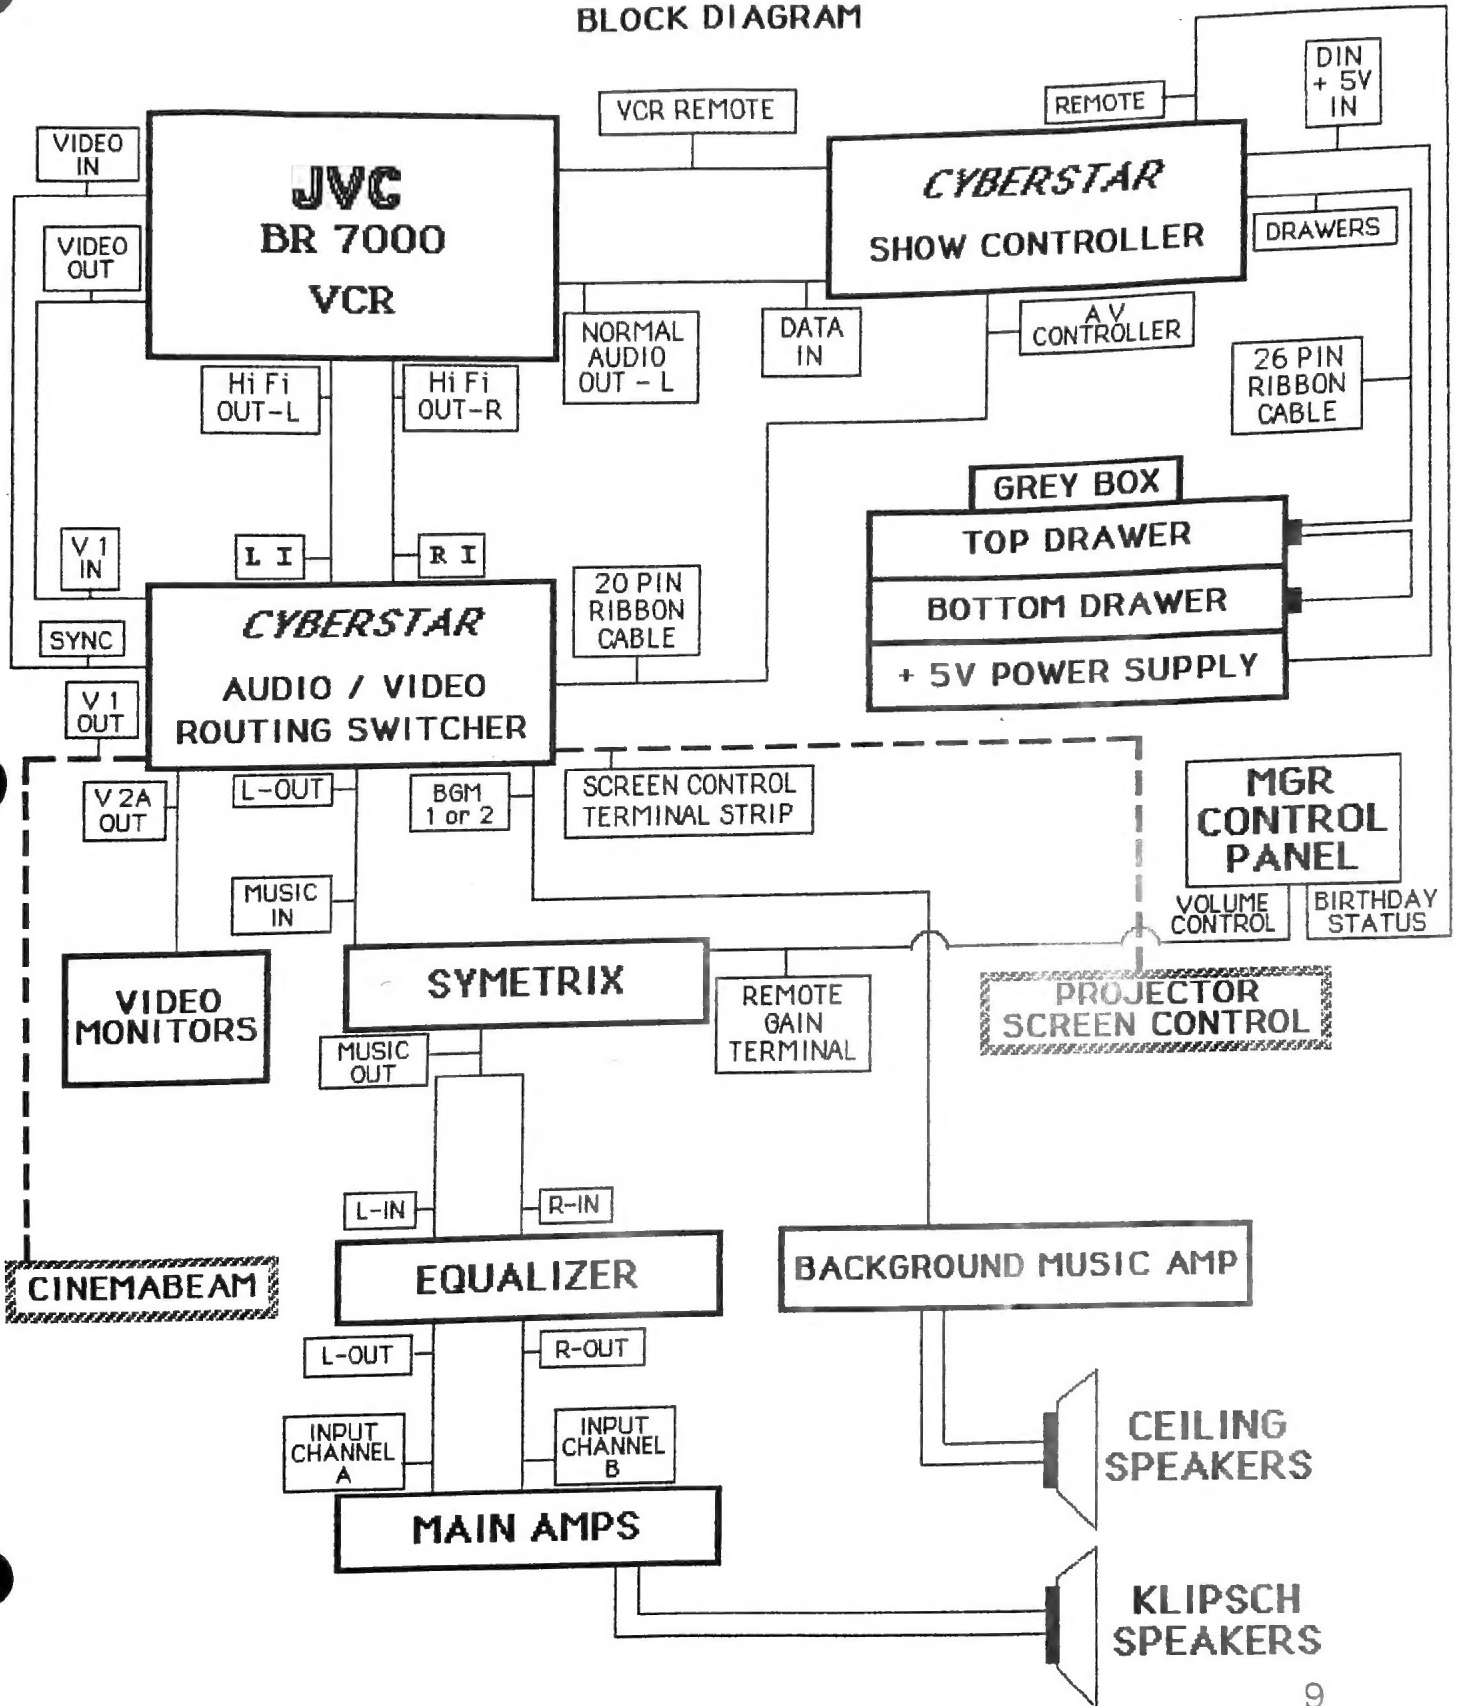 BLOCK DIAGRAM
DIN
+ 5V
IN
REMOTE
VCR REMOTE
VIDEO
IN
JVC
BR 7000
VCR
CYBERSTAR
SHOW CONTROLLER
DRAWERS
VIDEO
OUT
NORMAL
AUDIO
OUT - L
DATA
IN
A V
CONTROLLER
26 PIN
RIBBON
CABLE
Hi Fi
OUT-L
Hi Fi
OUT-R
GREY BOX
TOP DRAWER
BOTTOM DRAWER
+ 5V POWER SUPPLY
V 1
IN
L I
R I
20 PIN
RIBBON
CABLE
SYNC
CYBERSTAR
AUDIO / VIDEO
ROUTING SWITCHER
V 1
OUT
V 2A
OUT
L-OUT
BGM
1 or 2
SCREEN CONTROL
TERMINAL STRIP
MGR
CONTROL
PANEL
VOLUME
CONTROL
BIRTHDAY
STATUS
MUSIC
IN
VIDEO
MONITORS
SYMETRIX
REMOTE
GAIN
TERMINAL
PROJECTOR
SCREEN CONTROL
MUSIC
OUT
L-IN
R-IN
CINEMABEAM
EQUALIZER
BACKGROUND MUSIC AMP
L-OUT
R-OUT
INPUT
CHANNEL
A
INPUT
CHANNEL
B
CEILING
SPEAKERS
MAIN AMPS
KLIPSCH
SPEAKERS
9